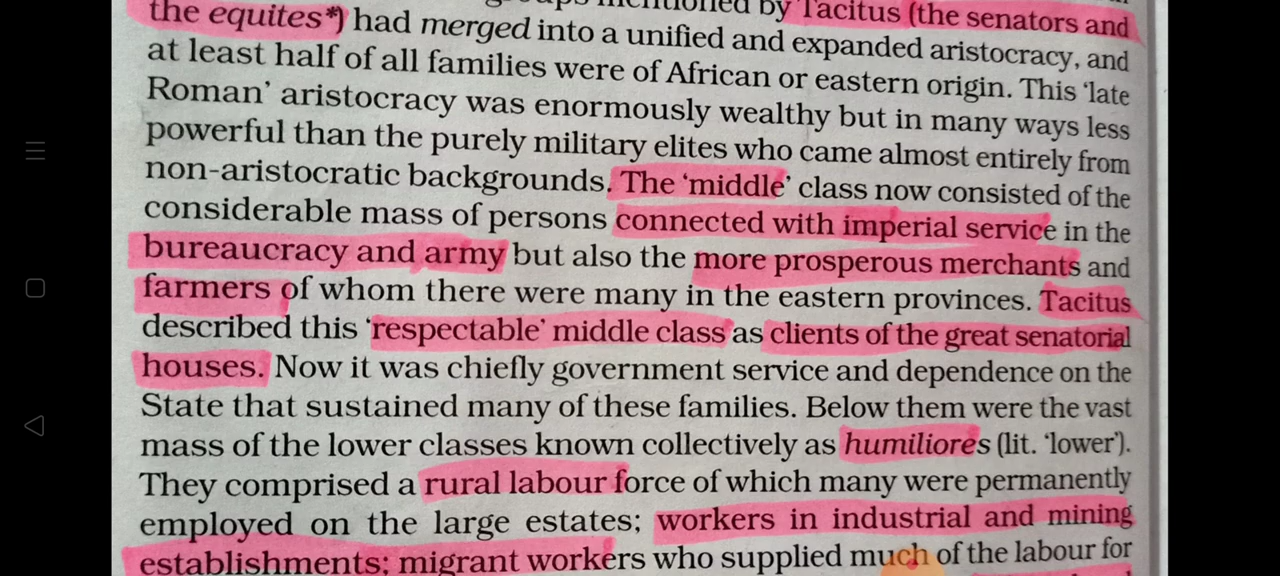 mentioned by Tacitus (the senators and
the equites*) had merged into a unified and expanded aristocracy, and
at least half of all families were of African or eastern origin. This ‘late
Roman’ aristocracy was enormously wealthy but in many ways less
powerful than the purely military elites who came almost entirely from
non-aristocratic backgrounds. The ‘middle’ class now consisted of the
considerable mass of persons connected with imperial service in the
bureaucracy and army but also the more prosperous merchants and
farmers of whom there were many in the eastern provinces. Tacitus
described this ‘respectable’ middle class as clients of the great senatorial
houses. Now it was chiefly government service and dependence on the
State that sustained many of these families. Below them were the vast
mass of the lower classes known collectively as humiliores (lit. ‘lower’).
They comprised a rural labour force of which many were permanently
employed on the large estates; workers in industrial and mining
establishments; migrant workers who supplied much of the labour for